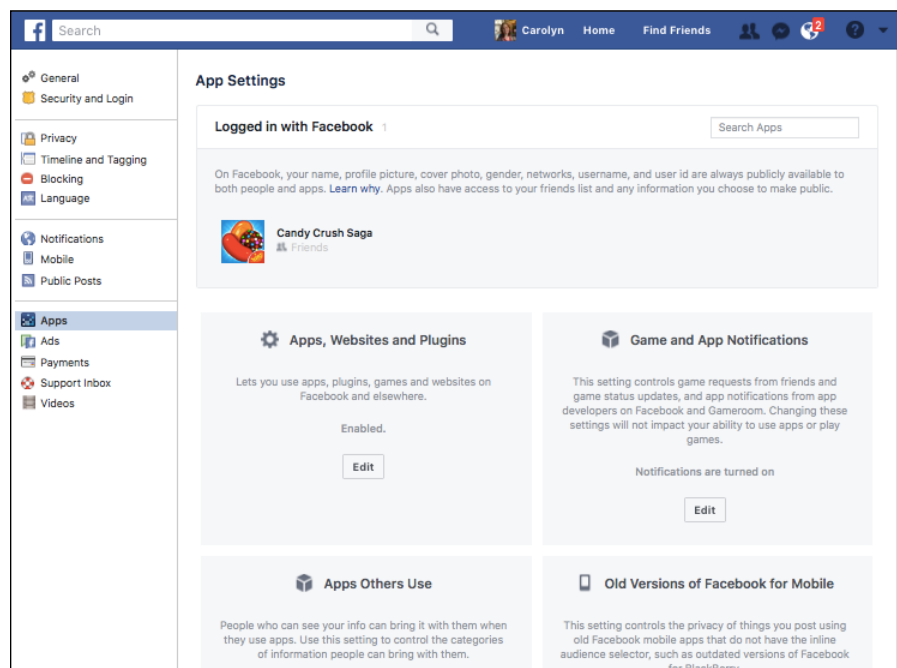 f Search Carolyn Home Find Friends 2 ?
General
Security and Login
Privacy
Timeline and Tagging
Blocking
Language
Notifications
Mobile
Public Posts
Apps
Ads
Payments
Support Inbox
Videos
App Settings
Logged in with Facebook 1
Search Apps
On Facebook, your name, profile picture, cover photo, gender, networks, username, and user id are always publicly available to
both people and apps. Learn why. Apps also have access to your friends list and any information you choose to make public.
Candy Crush Saga
Friends
Apps, Websites and Plugins
Lets you use apps, plugins, games and websites on
Facebook and elsewhere.
Enabled.
Edit
Game and App Notifications
This setting controls game requests from friends and
game status updates, and app notifications from app
developers on Facebook and Gameroom. Changing these
settings will not impact your ability to use apps or play
games.
Notifications are turned on
Edit
Apps Others Use
People who can see your info can bring it with them when
they use apps. Use this setting to control the categories
of information people can bring with them.
Old Versions of Facebook for Mobile
This setting controls the privacy of things you post using
old Facebook mobile apps that do not have the inline
audience selector, such as outdated versions of Facebook
for BlackBerry